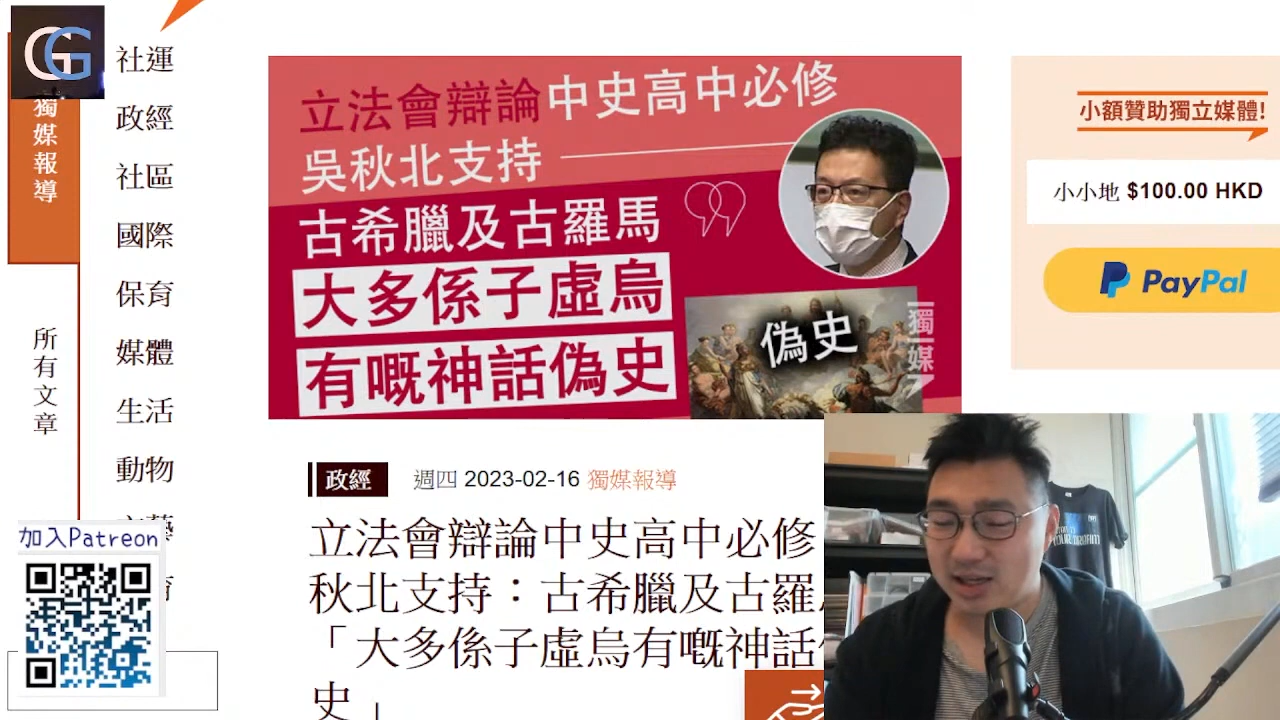 GG
獨媒報導
所有文章
社運
政經
社區
國際
保育
媒體
生活
動物
加入Patreon
立法會辯論中史高中必修
吳秋北支持
古希臘及古羅馬
大多係子虛烏
有嘅神話偽史
偽史
獨媒
小額贊助獨立媒體!
小小地 $100.00 HKD
PayPal
政經 週四 2023-02-16 獨媒報導
立法會辯論中史高中必修
秋北支持：古希臘及古羅
「大多係子虛烏有嘅神話
史」
YOUR DREAM